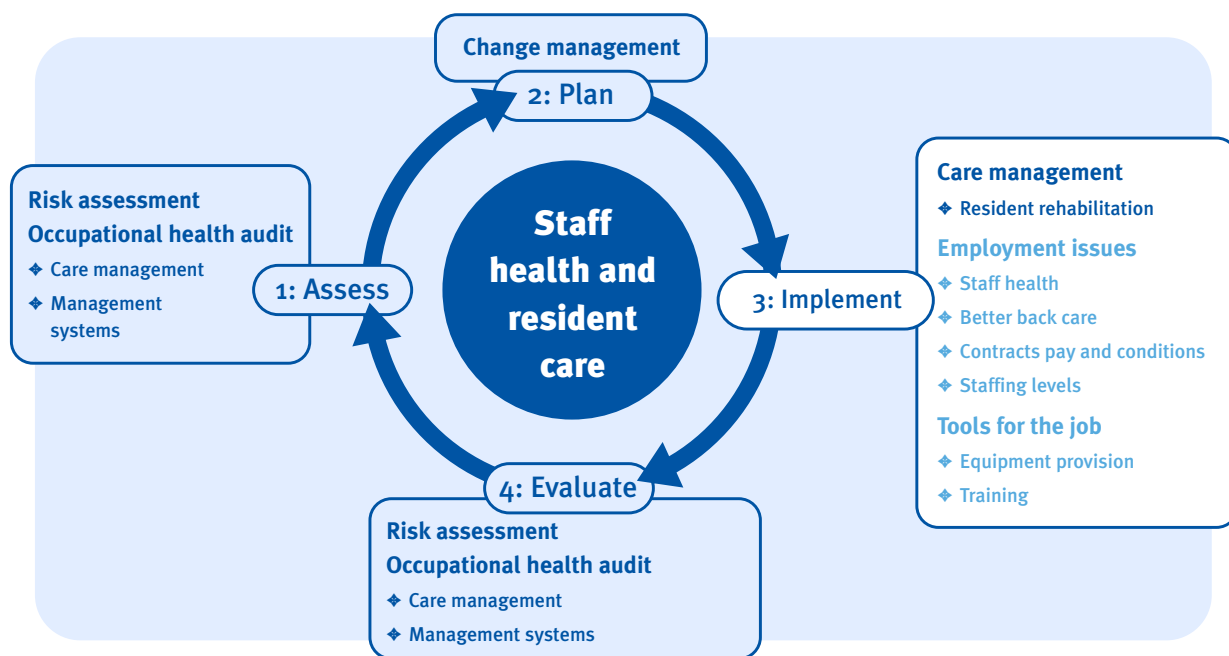 Change management
2: Plan
Risk assessment
Occupational health audit
❖ Care management
❖ Management
systems
1: Assess
Staff
health and
resident
care
3: Implement
Care management
❖ Resident rehabilitation
Employment issues
❖ Staff health
❖ Better back care
❖ Contracts pay and conditions
❖ Staffing levels
Tools for the job
❖ Equipment provision
❖ Training
4: Evaluate
Risk assessment
Occupational health audit
❖ Care management
❖ Management systems